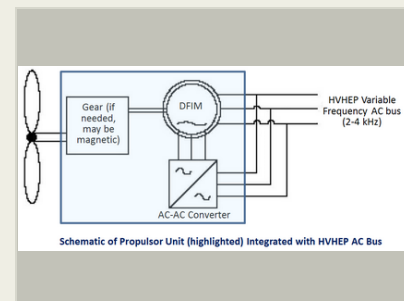 Gear (if
needed,
may be
magnetic)
DFIM
HVHEP Variable
Frequency AC bus
(2-4 kHz)
AC-AC Converter
Schematic of Propulsor Unit (highlighted) Integrated with HVHEP AC Bus